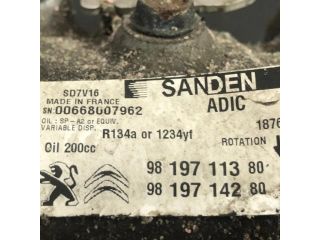 SANDEN
SD7V16
MADE IN FRANCE
SN:00668007962
ADIC
OIL : SP-A2 or EQUIV.
VARIABLE DISP.
R134a or 1234yf
1876
Oil 200cc
ROTATION
98 197 113 80
98 197 142 80